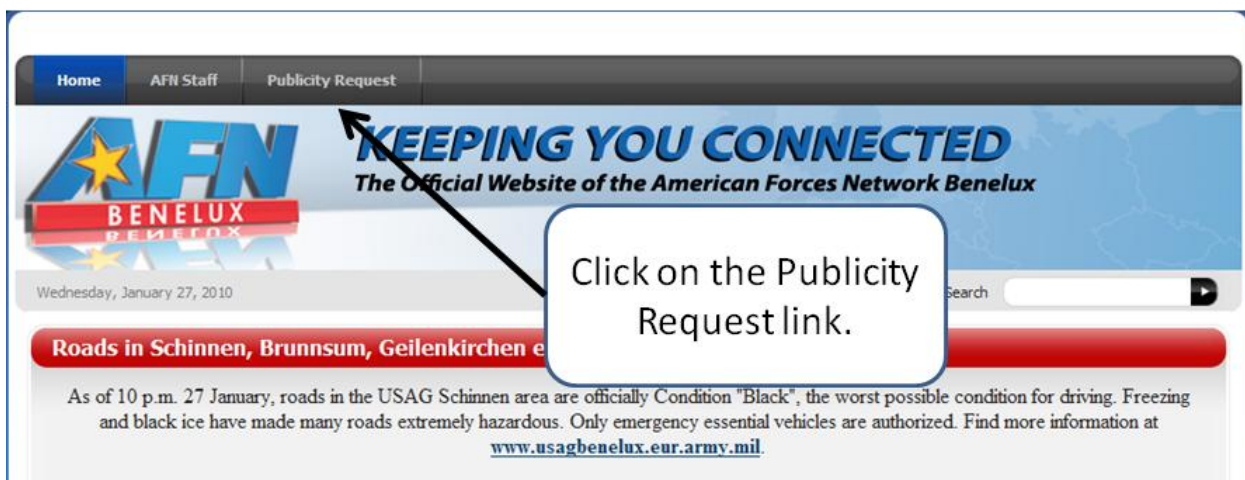 Home AFN Staff Publicity Request
AFN
BENELUX
KEEPING YOU CONNECTED
The Official Website of the American Forces Network Benelux
Click on the Publicity
Request link.
Wednesday, January 27, 2010
Search
Roads in Schinnen, Brunnsum, Geilenkirchen
As of 10 p.m. 27 January, roads in the USAG Schinnen area are officially Condition "Black", the worst possible condition for driving. Freezing
and black ice have made many roads extremely hazardous. Only emergency essential vehicles are authorized. Find more information at
www.usagbenelux.eur.army.mil.